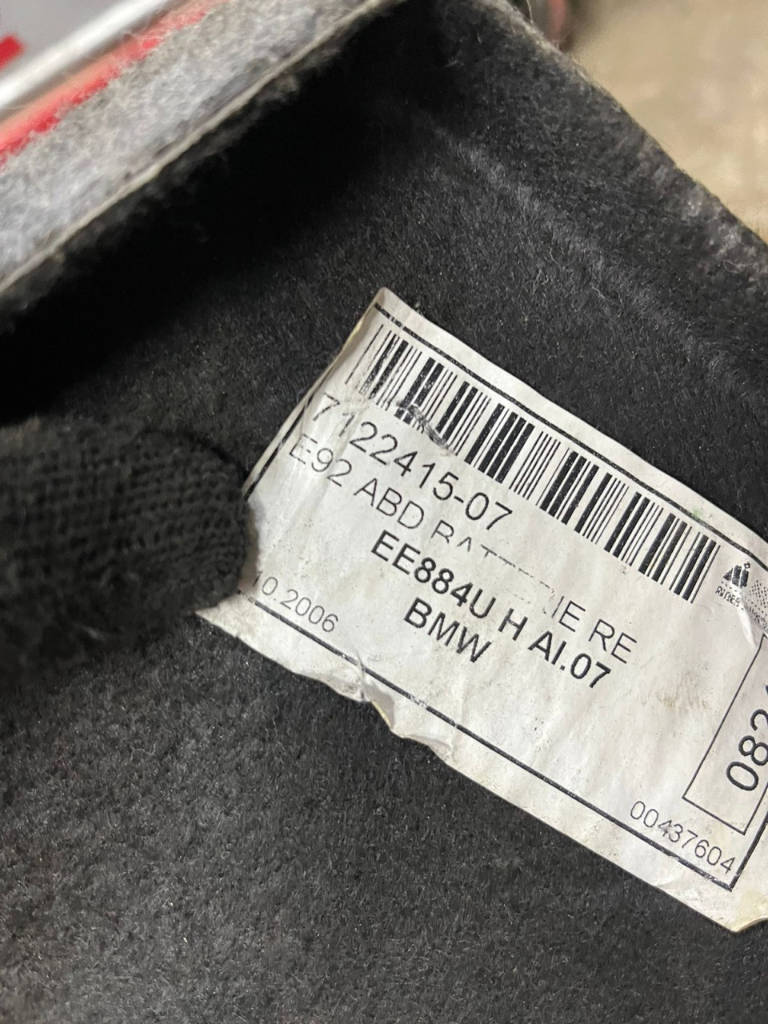 7122415-07
E92 ABD BATTERIE RE
EE884U H AI.07
BMW
10.2006
082
00437604